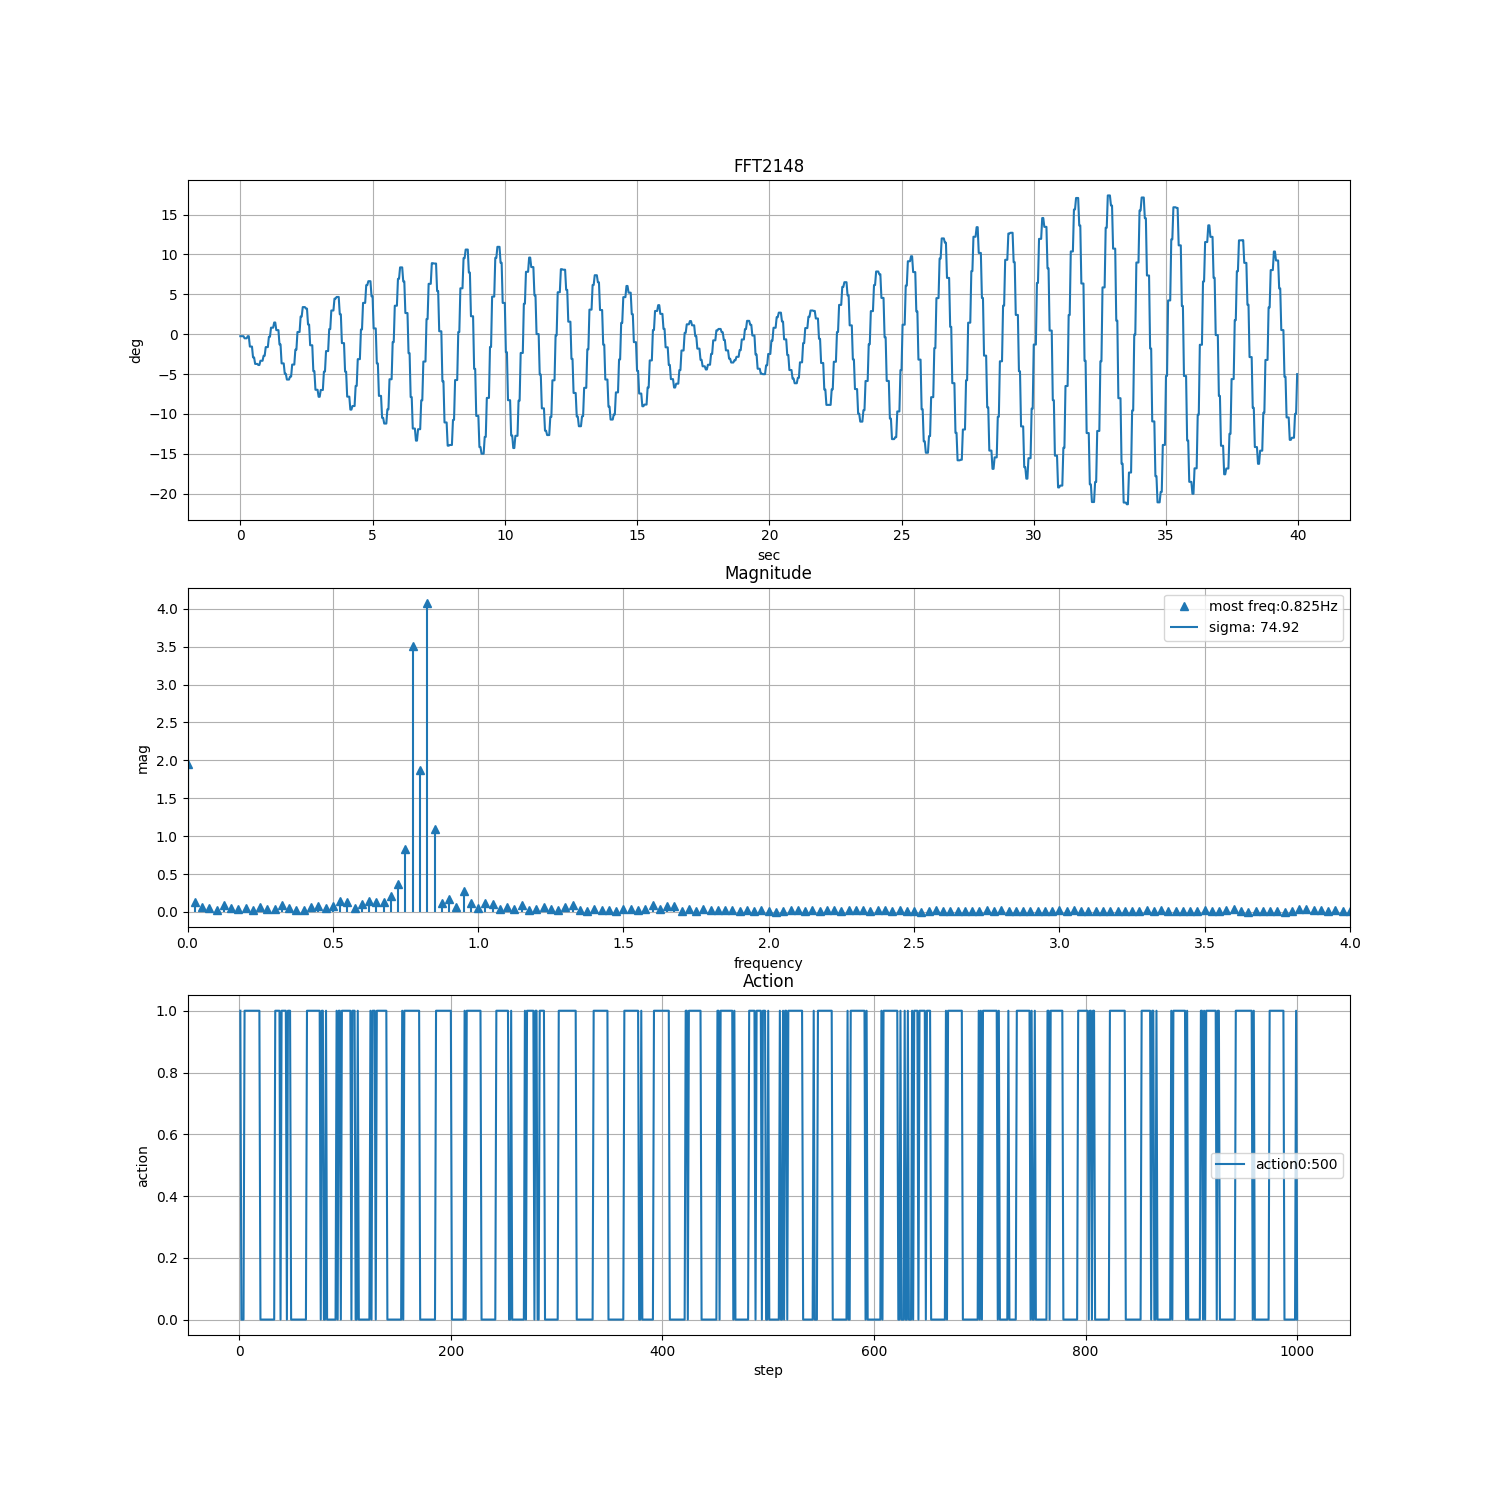 FFT2148
15
10
5
0
−5
−10
−15
−20
deg
0 5 10 15 20 25 30 35 40
sec
Magnitude
4.0
3.5
3.0
2.5
2.0
1.5
1.0
0.5
0.0
mag
most freq:0.825Hz
sigma: 74.92
0.0 0.5 1.0 1.5 2.0 2.5 3.0 3.5 4.0
frequency
Action
1.0
0.8
0.6
0.4
0.2
0.0
action
action0:500
0 200 400 600 800 1000
step